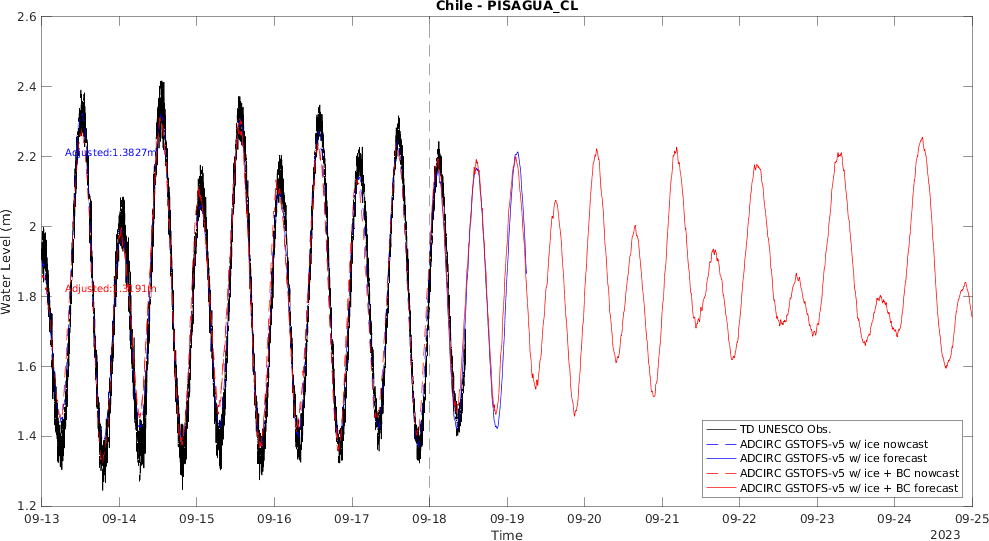 Chile - PISAGUA_CL
2.6
2.4
2.2
2
1.8
1.6
1.4
1.2
Water Level (m)
Adjusted:1.3827m
Adjusted:1.3191m
TD UNESCO Obs.
ADCIRC GSTOFS-v5 w/ ice nowcast
ADCIRC GSTOFS-v5 w/ ice forecast
ADCIRC GSTOFS-v5 w/ ice + BC nowcast
ADCIRC GSTOFS-v5 w/ ice + BC forecast
09-13 09-14 09-15 09-16 09-17 09-18 09-19 09-20 09-21 09-22 09-23 09-24 09-25
Time
2023